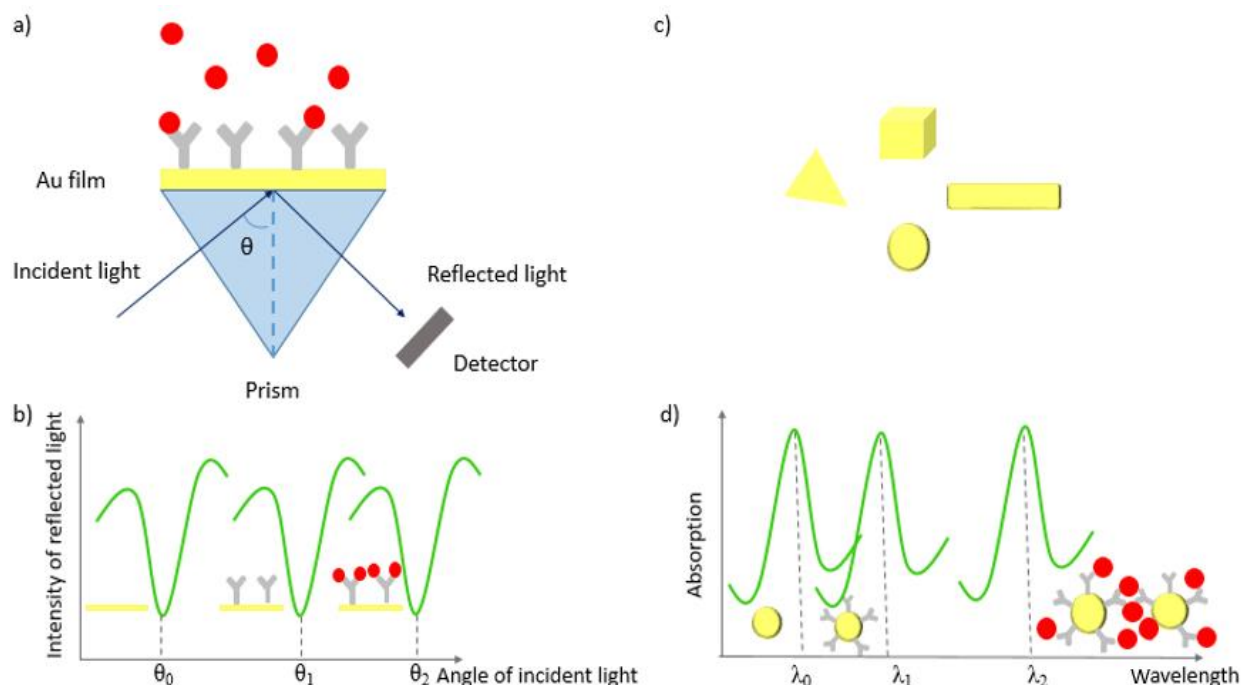 a)
Au film
θ
Incident light
Reflected light
Detector
Prism
b)
Intensity of reflected light
θ0
θ1
θ2
Angle of incident light
c)
d)
Absorption
λ0
λ1
λ2
Wavelength